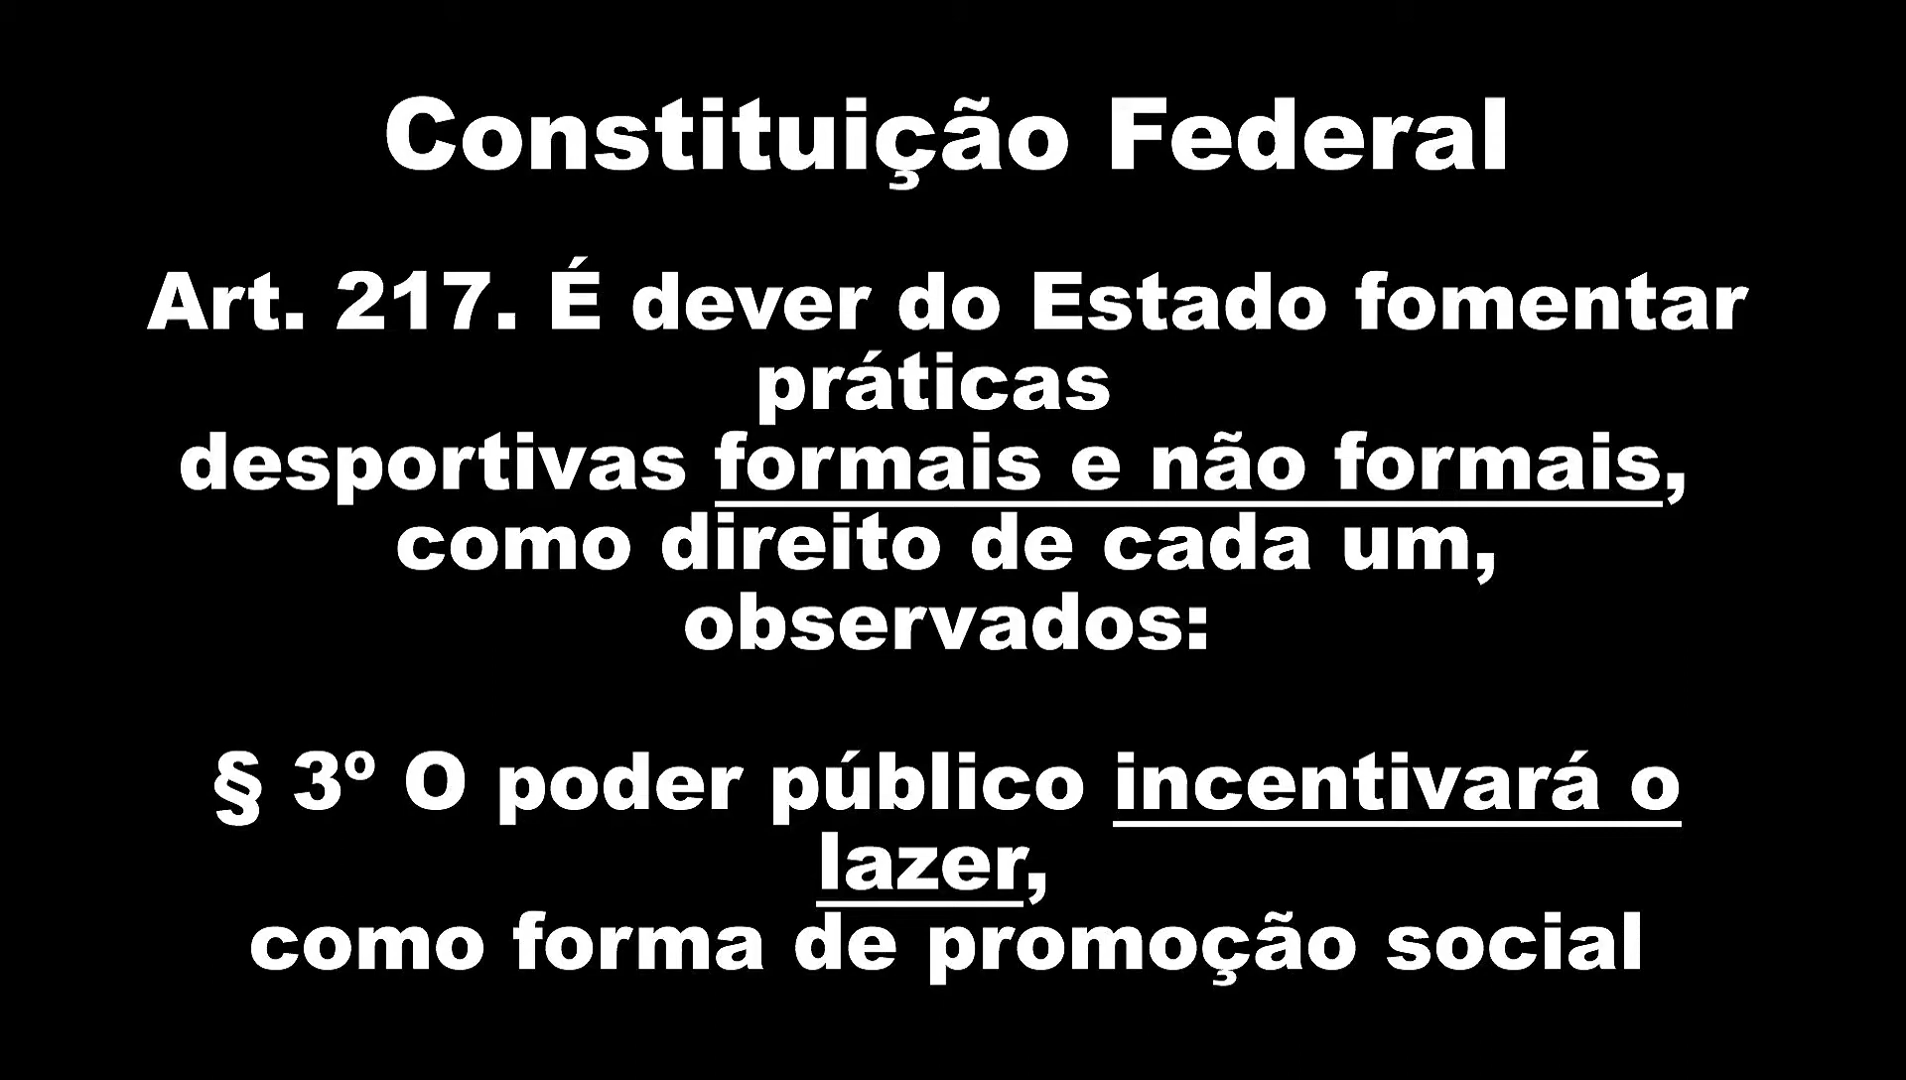 Constituição Federal
Art. 217. É dever do Estado fomentar
práticas
desportivas formais e não formais,
como direito de cada um,
observados:
§ 3º O poder público incentivará o
lazer,
como forma de promoção social